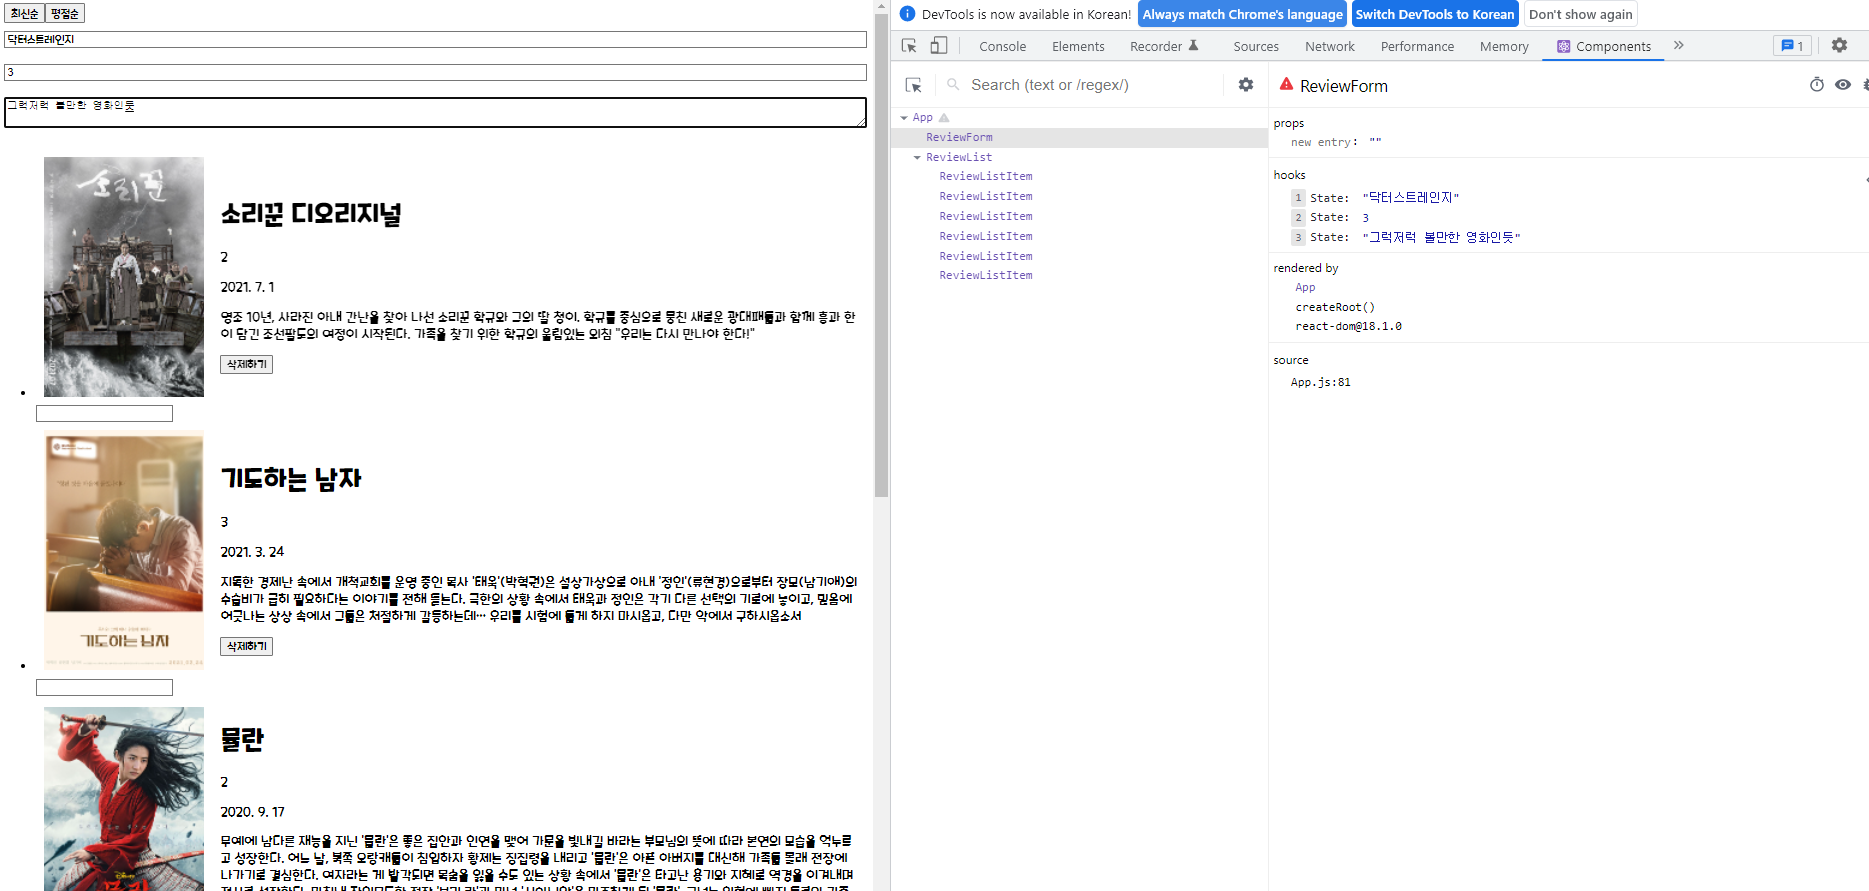 최신순 평점순
닥터스트레인지
3
그럭저럭 볼만한 영화인듯
소리꾼
소리꾼 디오리지널
2
2021. 7. 1
영조 10년, 사라진 아내 간난을 찾아 나선 소리꾼 학규와 그의 딸 청이. 학규를 중심으로 뭉친 새로운 광대패들과 함께 흥과 한
이 담긴 조선팔도의 여정이 시작된다. 가족을 찾기 위한 학규의 울림있는 외침 "우리는 다시 만나야 한다!"
삭제하기
기도하는 남자
기도하는 남자
3
2021. 3. 24
지독한 경제난 속에서 개척교회를 운영 중인 목사 '태욱'(박혁권)은 설상가상으로 아내 '정인'(류현경)으로부터 장모(남기애)의
수술비가 급히 필요하다는 이야기를 전해 듣는다. 극한의 상황 속에서 태욱과 정인은 각기 다른 선택의 기로에 놓이고, 믿음에
어긋나는 상상 속에서 그들은 처절하게 갈등하는데… 우리를 시험에 들게 하지 마시옵고, 다만 악에서 구하시옵소서
삭제하기
뮬란
2
2020. 9. 17
무예에 남다른 재능을 지닌 '뮬란'은 좋은 집안과 인연을 맺어 가문을 빛내길 바라는 부모님의 뜻에 따라 본연의 모습을 억누르
고 성장한다. 어느 날, 북쪽 오랑캐들이 침입하자 황제는 징집령을 내리고 '뮬란'은 아픈 아버지를 대신해 가족들 몰래 전장에
나가기로 결심한다. 여자라는 게 발각되면 목숨을 잃을 수도 있는 상황 속에서 '뮬란'은 타고난 용기와 지혜로 역경을 이겨내며
DevTools is now available in Korean! Always match Chrome's language Switch DevTools to Korean Don't show again
Console Elements Recorder Sources Network Performance Memory Components 1
Search (text or /regex/)
App
ReviewForm
ReviewList
ReviewListItem
ReviewListItem
ReviewListItem
ReviewListItem
ReviewListItem
ReviewListItem
ReviewForm
props
new entry: ""
hooks
1 State: "닥터스트레인지"
2 State: 3
3 State: "그럭저럭 볼만한 영화인듯"
rendered by
App
createRoot()
react-dom@18.1.0
source
App.js:81